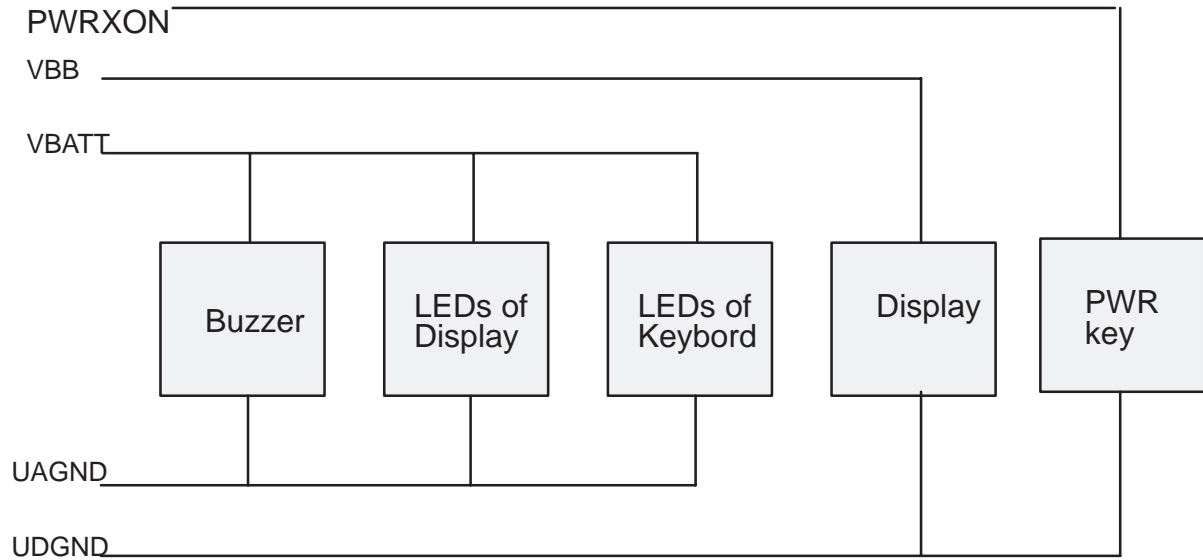 PWRXON
VBB
VBATT
Buzzer
LEDs of
Display
LEDs of
Keybord
Display
PWR
key
UAGND
UDGND